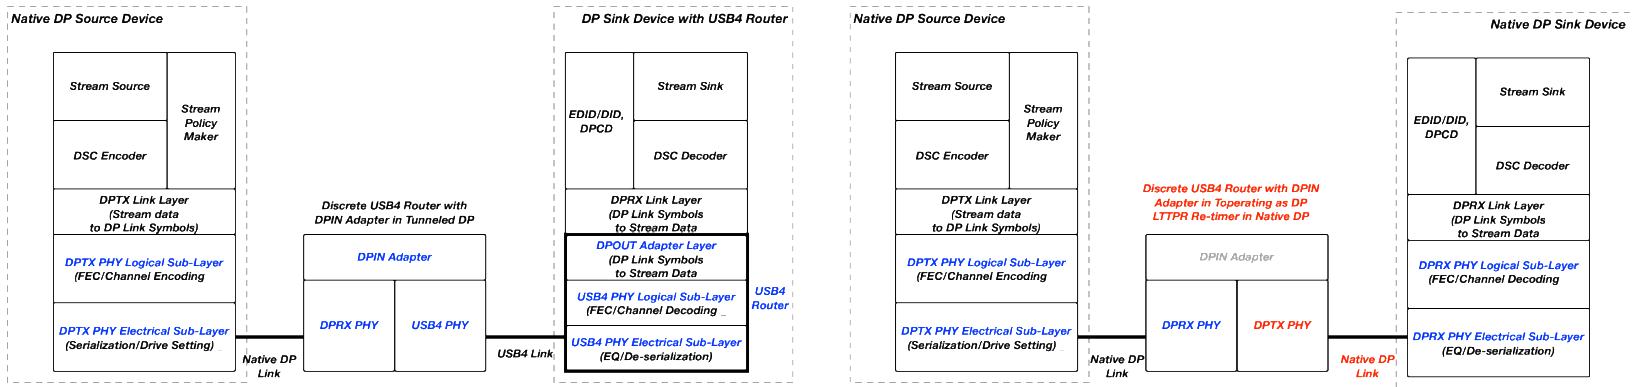 Native DP Source Device
Stream Source
Stream
Policy
Maker
DSC Encoder
DPTX Link Layer
(Stream data
to DP Link Symbols)
DPTX PHY Logical Sub-Layer
(FEC/Channel Encoding
DPTX PHY Electrical Sub-Layer
(Serialization/Drive Setting)
Native DP
Link
Discrete USB4 Router with
DPIN Adapter in Tunneled DP
DPIN Adapter
DPRX PHY
USB4 PHY
USB4 Link
DP Sink Device with USB4 Router
EDID/DID,
DPCD
Stream Sink
DSC Decoder
DPRX Link Layer
(DP Link Symbols
to Stream Data
DPOUT Adapter Layer
(DP Link Symbols
to Stream Data
USB4 PHY Logical Sub-Layer
(FEC/Channel Decoding
USB4 PHY Electrical Sub-Layer
(EQ/De-serialization)
USB4
Router
Native DP Source Device
Stream Source
Stream
Policy
Maker
DSC Encoder
DPTX Link Layer
(Stream data
to DP Link Symbols)
DPTX PHY Logical Sub-Layer
(FEC/Channel Encoding
DPTX PHY Electrical Sub-Layer
(Serialization/Drive Setting)
Native DP
Link
Discrete USB4 Router with DPIN
Adapter in Toperating as DP
LTTPR Re-timer in Native DP
DPIN Adapter
DPRX PHY
DPTX PHY
Native DP
Link
Native DP Sink Device
EDID/DID,
DPCD
Stream Sink
DSC Decoder
DPRX Link Layer
(DP Link Symbols
to Stream Data
DPRX PHY Logical Sub-Layer
(FEC/Channel Decoding
DPRX PHY Electrical Sub-Layer
(EQ/De-serialization)